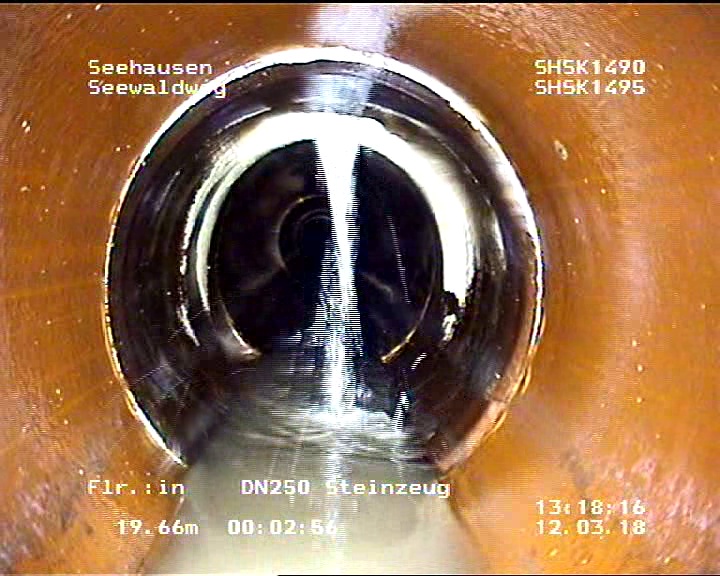 Seehausen SHSK1490
Seewaldweg SHSK1495
Flr.:in DN250 Steinzeug
13:18:16
19.66m 00:02:56 12.03.18